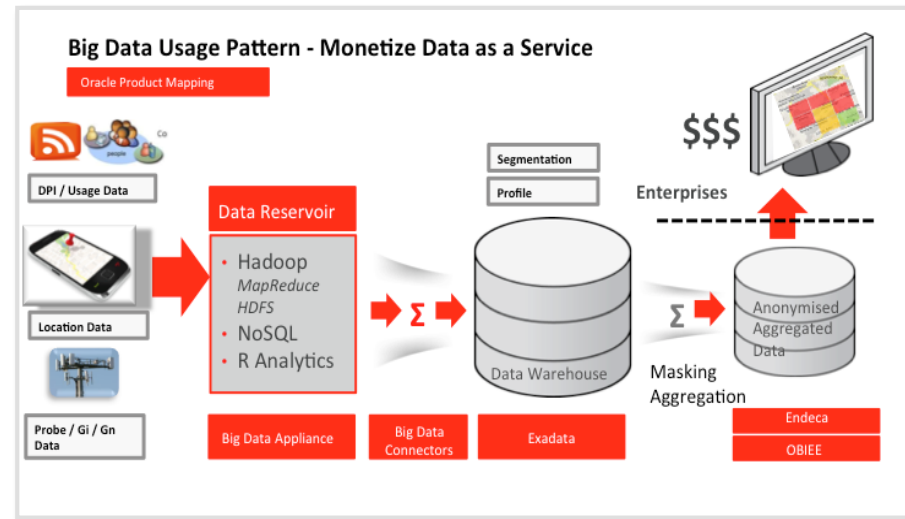 Big Data Usage Pattern - Monetize Data as a Service
Oracle Product Mapping
Co
people
DPI / Usage Data
Location Data
Probe / Gi / Gn
Data
Data Reservoir
• Hadoop
MapReduce
HDFS
• NoSQL
• R Analytics
Big Data Appliance
Σ
Big Data
Connectors
Segmentation
Profile
Data Warehouse
Exadata
Σ
Masking
Aggregation
$$$
Enterprises
Anonymised
Aggregated
Data
Endeca
OBIEE